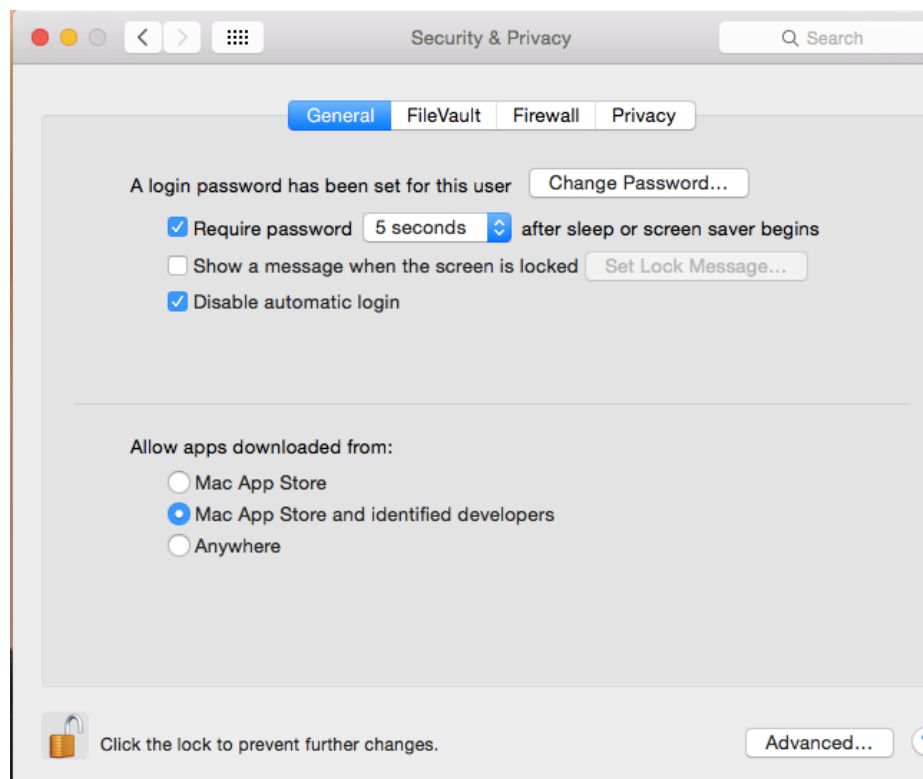 Security & Privacy
Search
General FileVault Firewall Privacy
A login password has been set for this user Change Password...
Require password 5 seconds after sleep or screen saver begins
Show a message when the screen is locked Set Lock Message...
Disable automatic login
Allow apps downloaded from:
Mac App Store
Mac App Store and identified developers
Anywhere
Click the lock to prevent further changes.
Advanced...